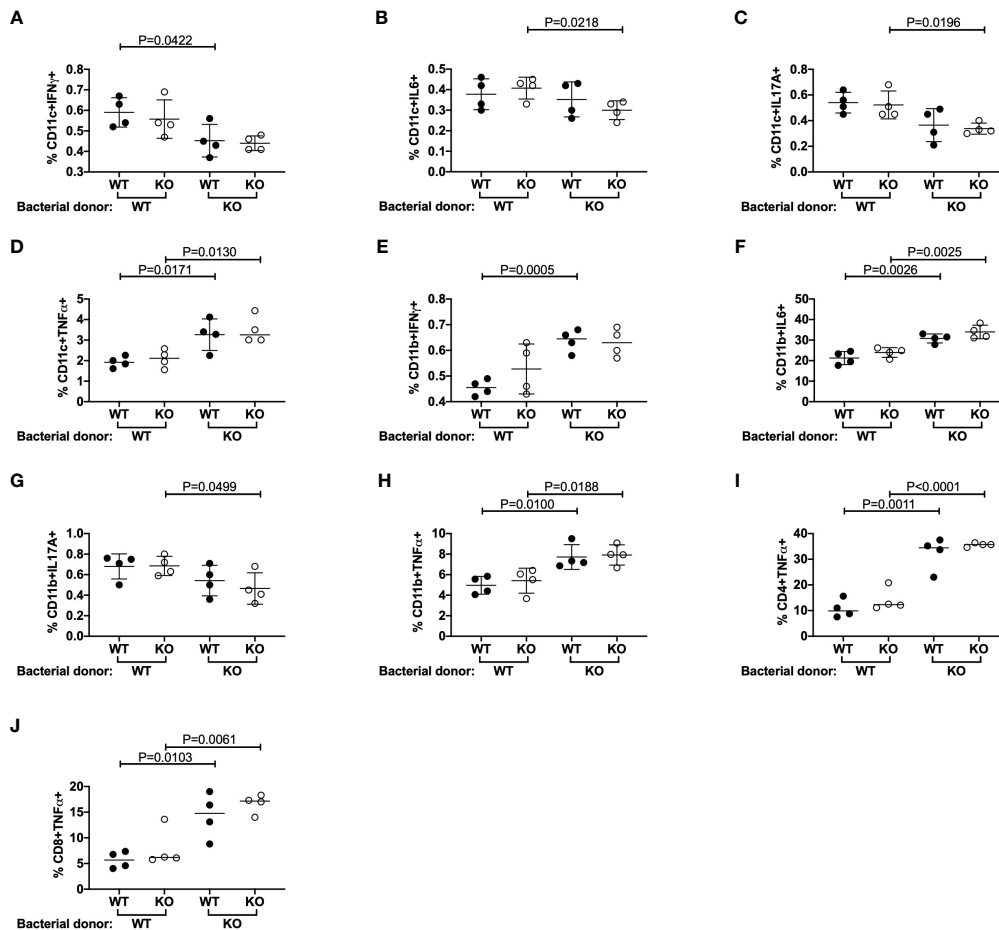 A
P=0.0422
% CD11c+IFNγ+
0.8
0.7
0.6
0.5
0.4
0.3
WT KO WT KO
Bacterial donor: WT KO
B
P=0.0218
% CD11c+IL6+
0.5
0.4
0.3
0.2
0.1
0.0
WT KO WT KO
Bacterial donor: WT KO
C
P=0.0196
% CD11c+IL17A+
0.8
0.6
0.4
0.2
0.0
WT KO WT KO
Bacterial donor: WT KO
D
P=0.0130
P=0.0171
% CD11c+TNFα+
5
4
3
2
1
0
WT KO WT KO
Bacterial donor: WT KO
E
P=0.0005
% CD11b+IFNγ+
0.8
0.7
0.6
0.5
0.4
WT KO WT KO
Bacterial donor: WT KO
F
P=0.0025
P=0.0026
% CD11b+IL6+
50
40
30
20
10
0
WT KO WT KO
Bacterial donor: WT KO
G
P=0.0499
% CD11b+IL17A+
1.0
0.8
0.6
0.4
0.2
0.0
WT KO WT KO
Bacterial donor: WT KO
H
P=0.0188
P=0.0100
% CD11b+TNFα+
10
8
6
4
2
0
WT KO WT KO
Bacterial donor: WT KO
I
P<0.0001
P=0.0011
% CD4+TNFα+
40
30
20
10
0
WT KO WT KO
Bacterial donor: WT KO
J
P=0.0061
P=0.0103
% CD8+TNFα+
20
15
10
5
0
WT KO WT KO
Bacterial donor: WT KO